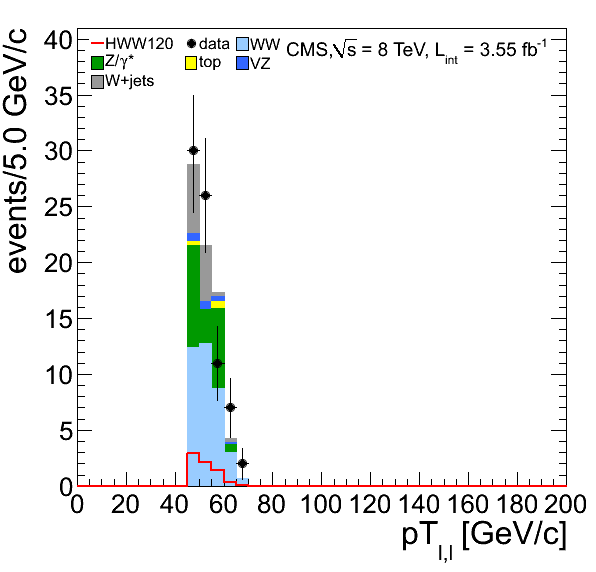 HWW120 data WW
Z/γ* top VZ
W+jets
CMS,√s = 8 TeV, L_int = 3.55 fb⁻¹
events/5.0 GeV/c
40
35
30
25
20
15
10
5
0
0 20 40 60 80 100 120 140 160 180 200
pT_l,l [GeV/c]